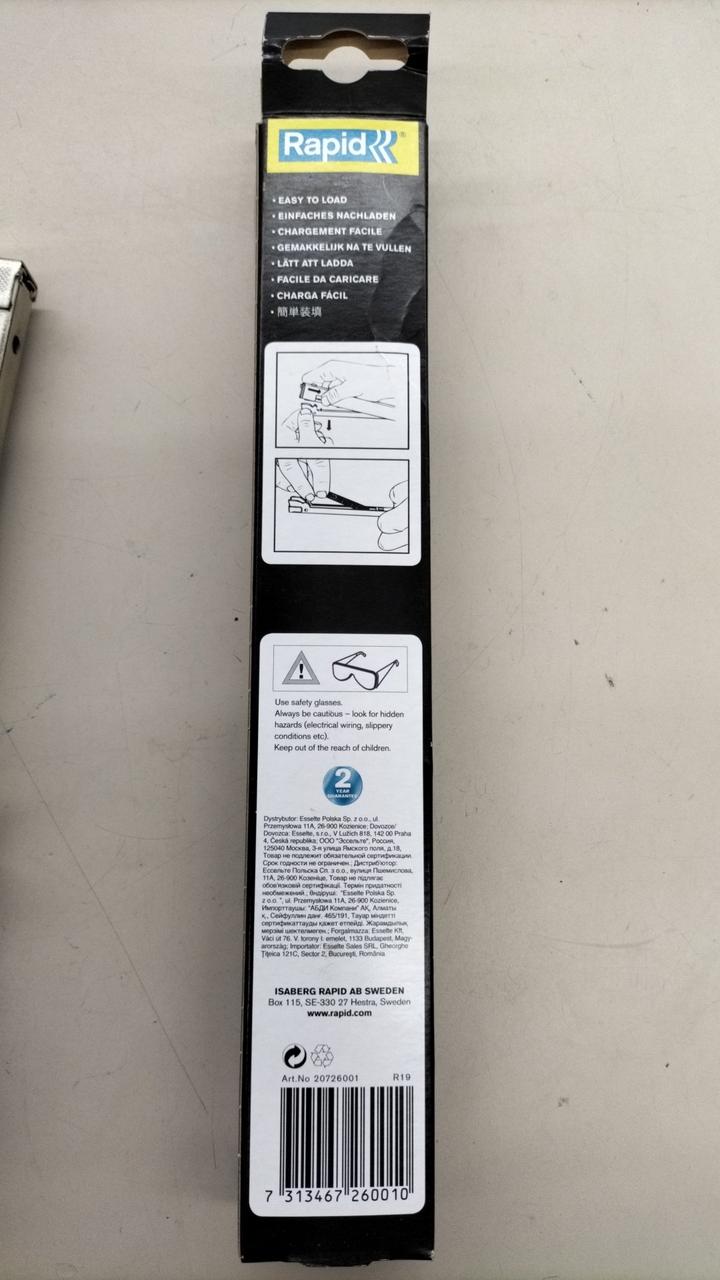 Rapid ®
• EASY TO LOAD
• EINFACHES NACHLADEN
• CHARGEMENT FACILE
• GEMAKKELIJK NA TE VULLEN
• LÄTT ATT LADDA
• FACILE DA CARICARE
• CHARGA FÁCIL
• 簡単装填
Use safety glasses.
Always be cautious – look for hidden
hazards (electrical wiring, slippery
conditions etc).
Keep out of the reach of children.
2
YEAR
GUARANTEE
Dystrybutor: Esselte Polska Sp. z o.o., ul.
Przemysłowa 11A, 26-900 Kozienice; Dovozce/
Dovozca: Esselte, s.r.o., V Lužích 818, 142 00 Praha
4, Česká republika; ООО "Эссельте", Россия,
125040 Москва, 3-я улица Ямского поля, д.18,
Товар не подлежит обязательной сертификации.
Срок годности не ограничен.; Дистриб'ютор:
Ессельте Польска Сп. з о.о., вулиця Пшемислова,
11А, 26-900 Козеніце, Товар не підлягає
обов'язковій сертифікації. Термін придатності
необмежений.; Өндіруші: "Esselte Polska Sp.
z o.o. ", ul. Przemysłowa 11A, 26-900 Kozienice,
Импорттаушы: "АБДИ Компани" АҚ, Алматы
қ., Сейфуллин даңғ. 465/191, Тауар міндетті
сертификаттауды қажет етпейді. Жарамдылық
мерзімі шектелмеген.; Forgalmazza: Esselte Kft,
Váci út 76. V. torony I. emelet, 1133 Budapest, Magy-
arország; Importator: Esselte Sales SRL, Gheorghe
Țițeica 121C, Sector 2, București, România
ISABERG RAPID AB SWEDEN
Box 115, SE-330 27 Hestra, Sweden
www.rapid.com
Art.No 20726001 R19
7 313467 260010